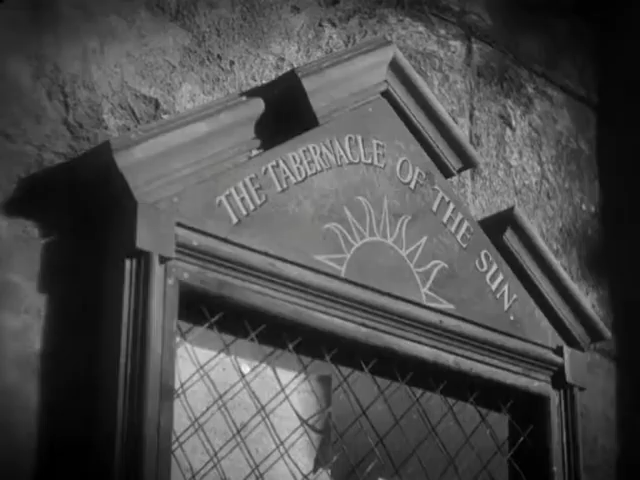 THE TABERNACLE OF THE SUN.